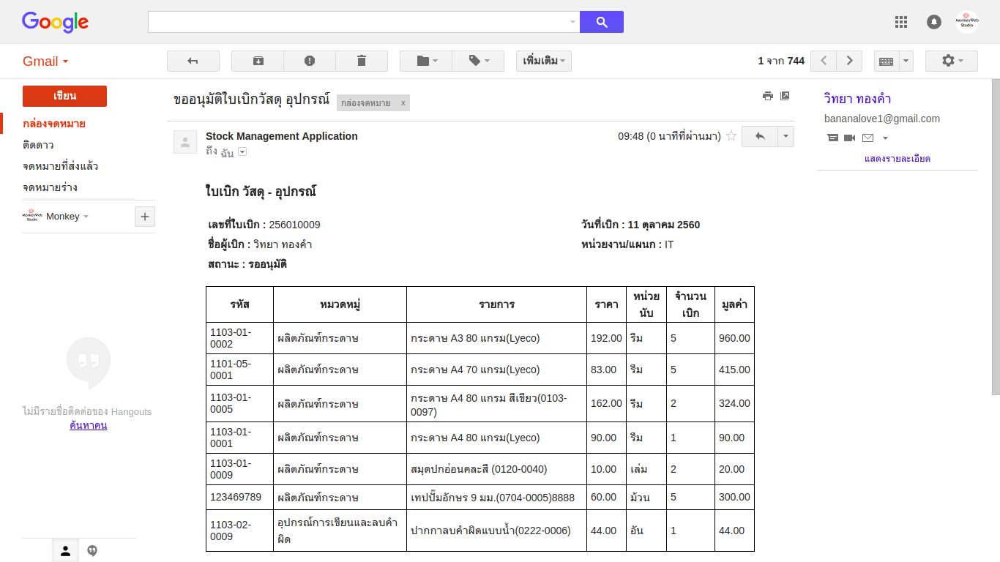 Google
MonkeyWeb
Studio
Gmail
เพิ่มเติม
1 จาก 744
เขียน
กล่องจดหมาย
ติดดาว
จดหมายที่ส่งแล้ว
จดหมายร่าง
MonkeyWeb
Studio
Monkey
ไม่มีรายชื่อติดต่อของ Hangouts
ค้นหาคน
ขออนุมัติใบเบิกวัสดุ อุปกรณ์ กล่องจดหมาย x
Stock Management Application 09:48 (0 นาทีที่ผ่านมา)
ถึง ฉัน
วิทยา ทองคำ
bananalove1@gmail.com
แสดงรายละเอียด
ใบเบิก วัสดุ - อุปกรณ์
เลขที่ใบเบิก : 256010009 วันที่เบิก : 11 ตุลาคม 2560
ชื่อผู้เบิก : วิทยา ทองคำ หน่วยงาน/แผนก : IT
สถานะ : รออนุมัติ
รหัส หมวดหมู่ รายการ ราคา หน่วย จำนวน มูลค่า
นับ เบิก
1103-01-
0002 ผลิตภัณฑ์กระดาษ กระดาษ A3 80 แกรม(Lyeco) 192.00 รีม 5 960.00
1101-05-
0001 ผลิตภัณฑ์กระดาษ กระดาษ A4 70 แกรม(Lyeco) 83.00 รีม 5 415.00
1103-01-
0005 ผลิตภัณฑ์กระดาษ กระดาษ A4 80 แกรม สีเขียว(0103-
0097) 162.00 รีม 2 324.00
1103-01-
0001 ผลิตภัณฑ์กระดาษ กระดาษ A4 80 แกรม(Lyeco) 90.00 รีม 1 90.00
1103-01-
0009 ผลิตภัณฑ์กระดาษ สมุดปกอ่อนคละสี (0120-0040) 10.00 เล่ม 2 20.00
123469789 ผลิตภัณฑ์กระดาษ เทปปั๊มอักษร 9 มม.(0704-0005)8888 60.00 ม้วน 5 300.00
1103-02-
0009 อุปกรณ์การเขียนและลบคำ
ผิด ปากกาลบคำผิดแบบน้ำ(0222-0006) 44.00 อัน 1 44.00